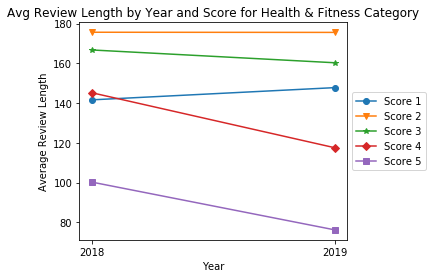 Avg Review Length by Year and Score for Health & Fitness Category
Average Review Length
180
160
140
120
100
80
2018
2019
Year
Score 1
Score 2
Score 3
Score 4
Score 5